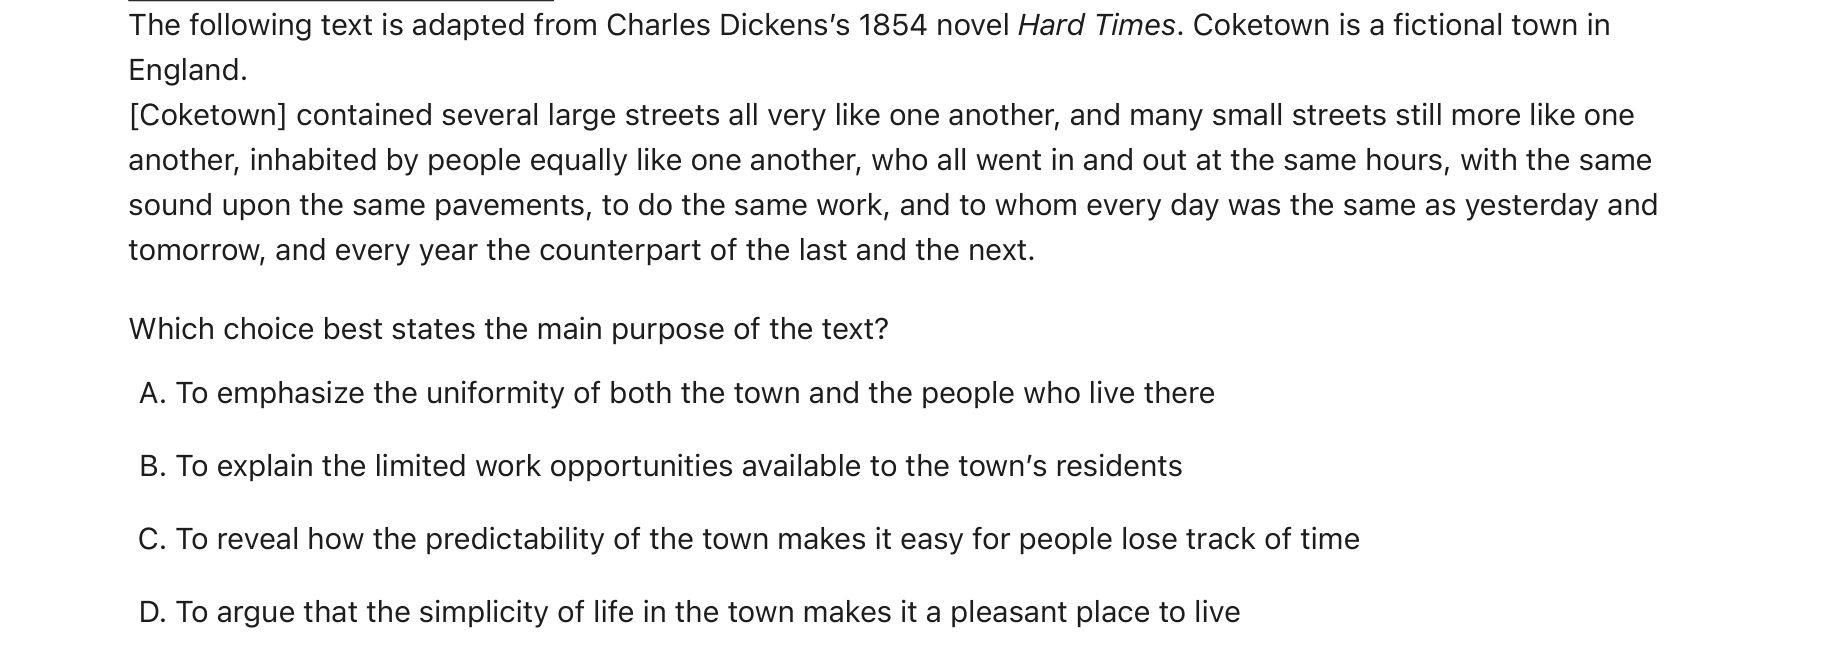 The following text is adapted from Charles Dickens’s 1854 novel Hard Times. Coketown is a fictional town in
England.
[Coketown] contained several large streets all very like one another, and many small streets still more like one
another, inhabited by people equally like one another, who all went in and out at the same hours, with the same
sound upon the same pavements, to do the same work, and to whom every day was the same as yesterday and
tomorrow, and every year the counterpart of the last and the next.
Which choice best states the main purpose of the text?
A. To emphasize the uniformity of both the town and the people who live there
B. To explain the limited work opportunities available to the town’s residents
C. To reveal how the predictability of the town makes it easy for people lose track of time
D. To argue that the simplicity of life in the town makes it a pleasant place to live